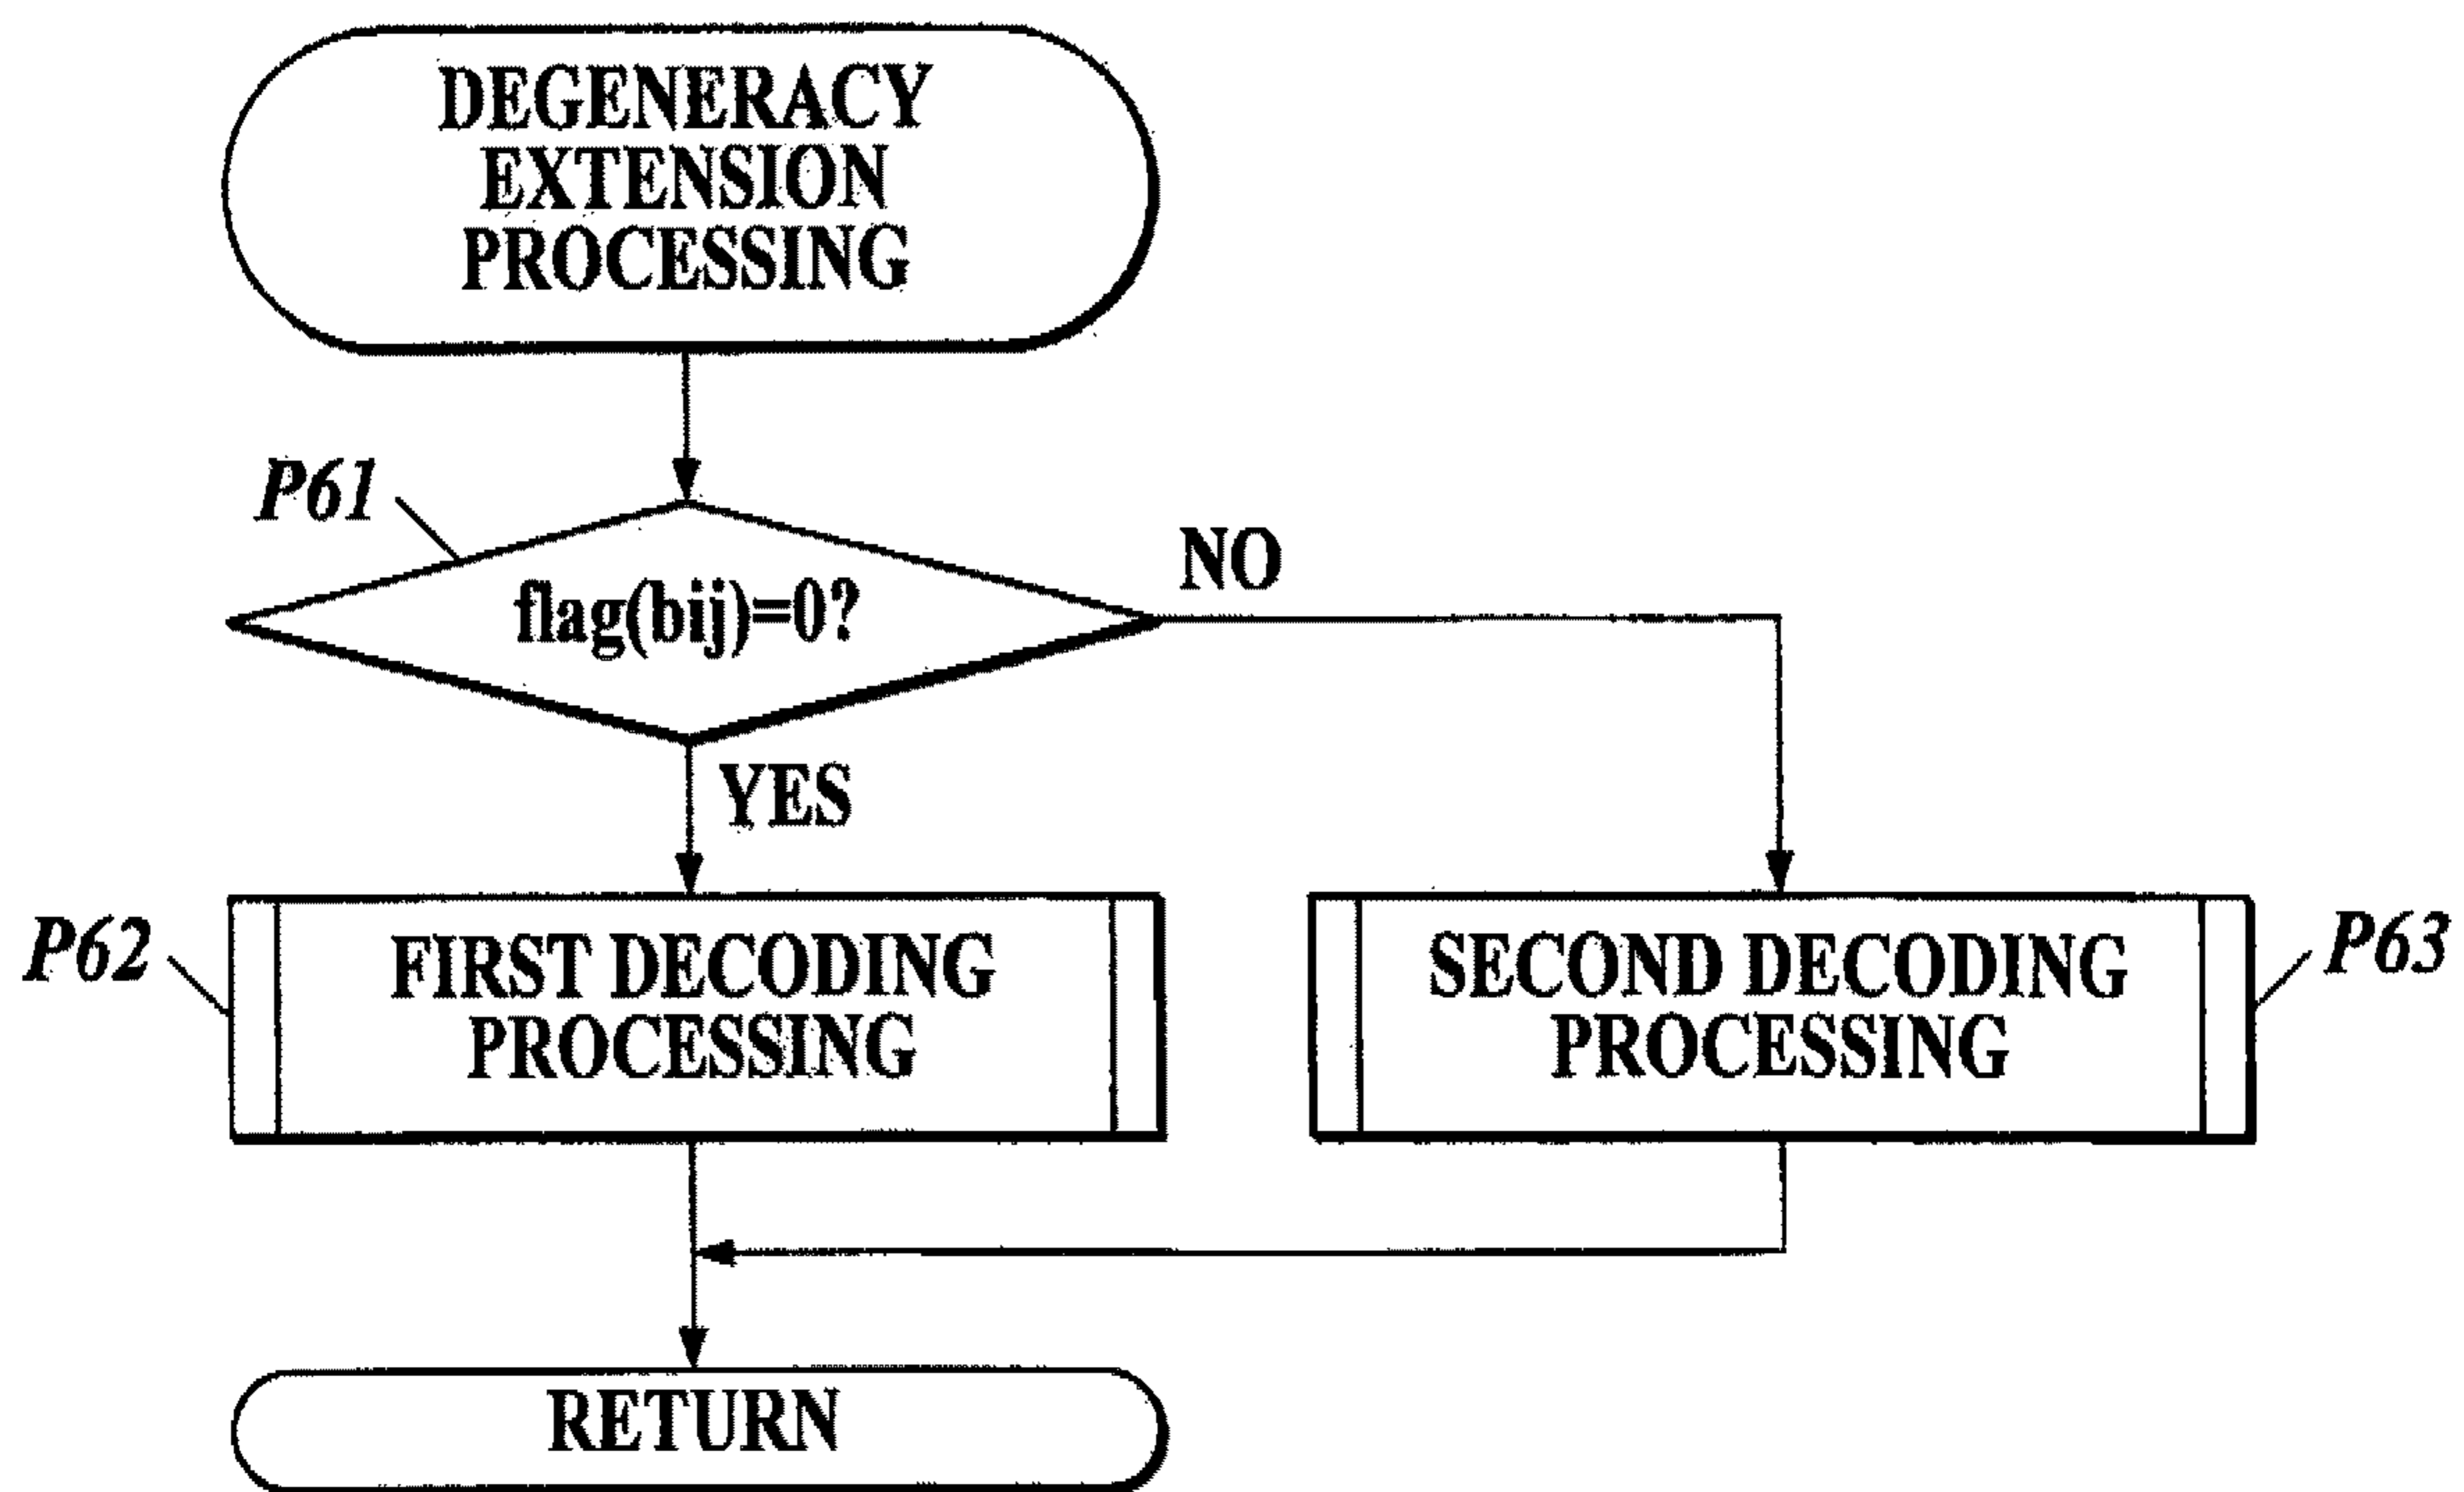 DEGENERACY
EXTENSION
PROCESSING
P61
flag(bij)=0?
NO
YES
P62
FIRST DECODING
PROCESSING
SECOND DECODING
PROCESSING
P63
RETURN